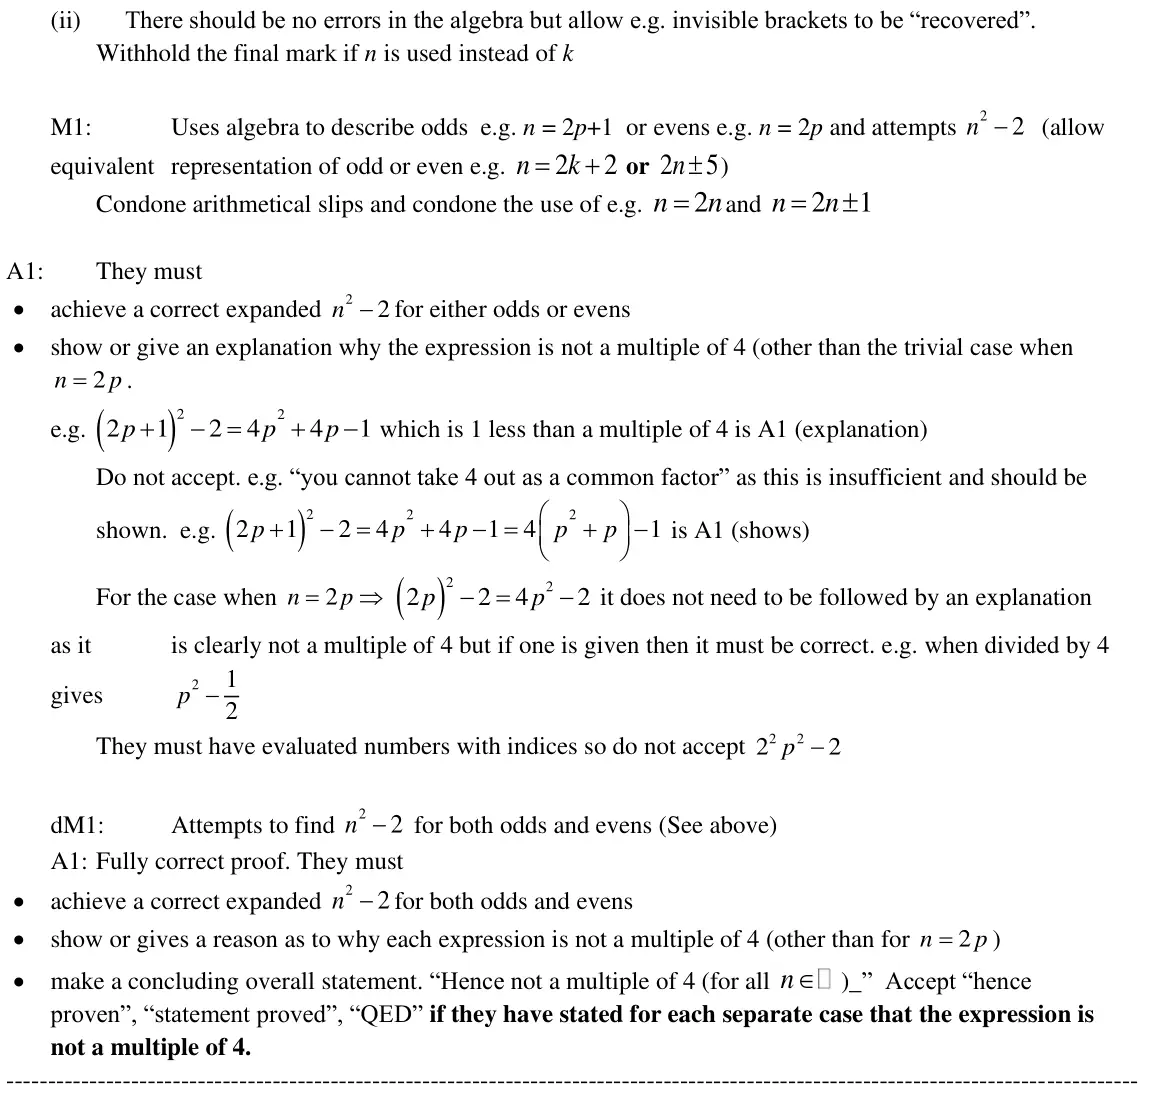 (ii) There should be no errors in the algebra but allow e.g. invisible brackets to be “recovered”.
Withhold the final mark if n is used instead of k
M1: Uses algebra to describe odds e.g. n = 2p+1 or evens e.g. n = 2p and attempts n² − 2 (allow
equivalent representation of odd or even e.g. n = 2k + 2 or 2n ± 5)
Condone arithmetical slips and condone the use of e.g. n = 2n and n = 2n ± 1
A1: They must
• achieve a correct expanded n² − 2 for either odds or evens
• show or give an explanation why the expression is not a multiple of 4 (other than the trivial case when
n = 2p .
e.g. (2p + 1)² − 2 = 4p² + 4p − 1 which is 1 less than a multiple of 4 is A1 (explanation)
Do not accept. e.g. “you cannot take 4 out as a common factor” as this is insufficient and should be
shown. e.g. (2p + 1)² − 2 = 4p² + 4p − 1 = 4(p² + p) − 1 is A1 (shows)
For the case when n = 2p ⇒ (2p)² − 2 = 4p² − 2 it does not need to be followed by an explanation
as it is clearly not a multiple of 4 but if one is given then it must be correct. e.g. when divided by 4
gives p² − 1/2
They must have evaluated numbers with indices so do not accept 2² p² − 2
dM1: Attempts to find n² − 2 for both odds and evens (See above)
A1: Fully correct proof. They must
• achieve a correct expanded n² − 2 for both odds and evens
• show or gives a reason as to why each expression is not a multiple of 4 (other than for n = 2p )
• make a concluding overall statement. “Hence not a multiple of 4 (for all n ∈ □ )_” Accept “hence
proven”, “statement proved”, “QED” if they have stated for each separate case that the expression is
not a multiple of 4.